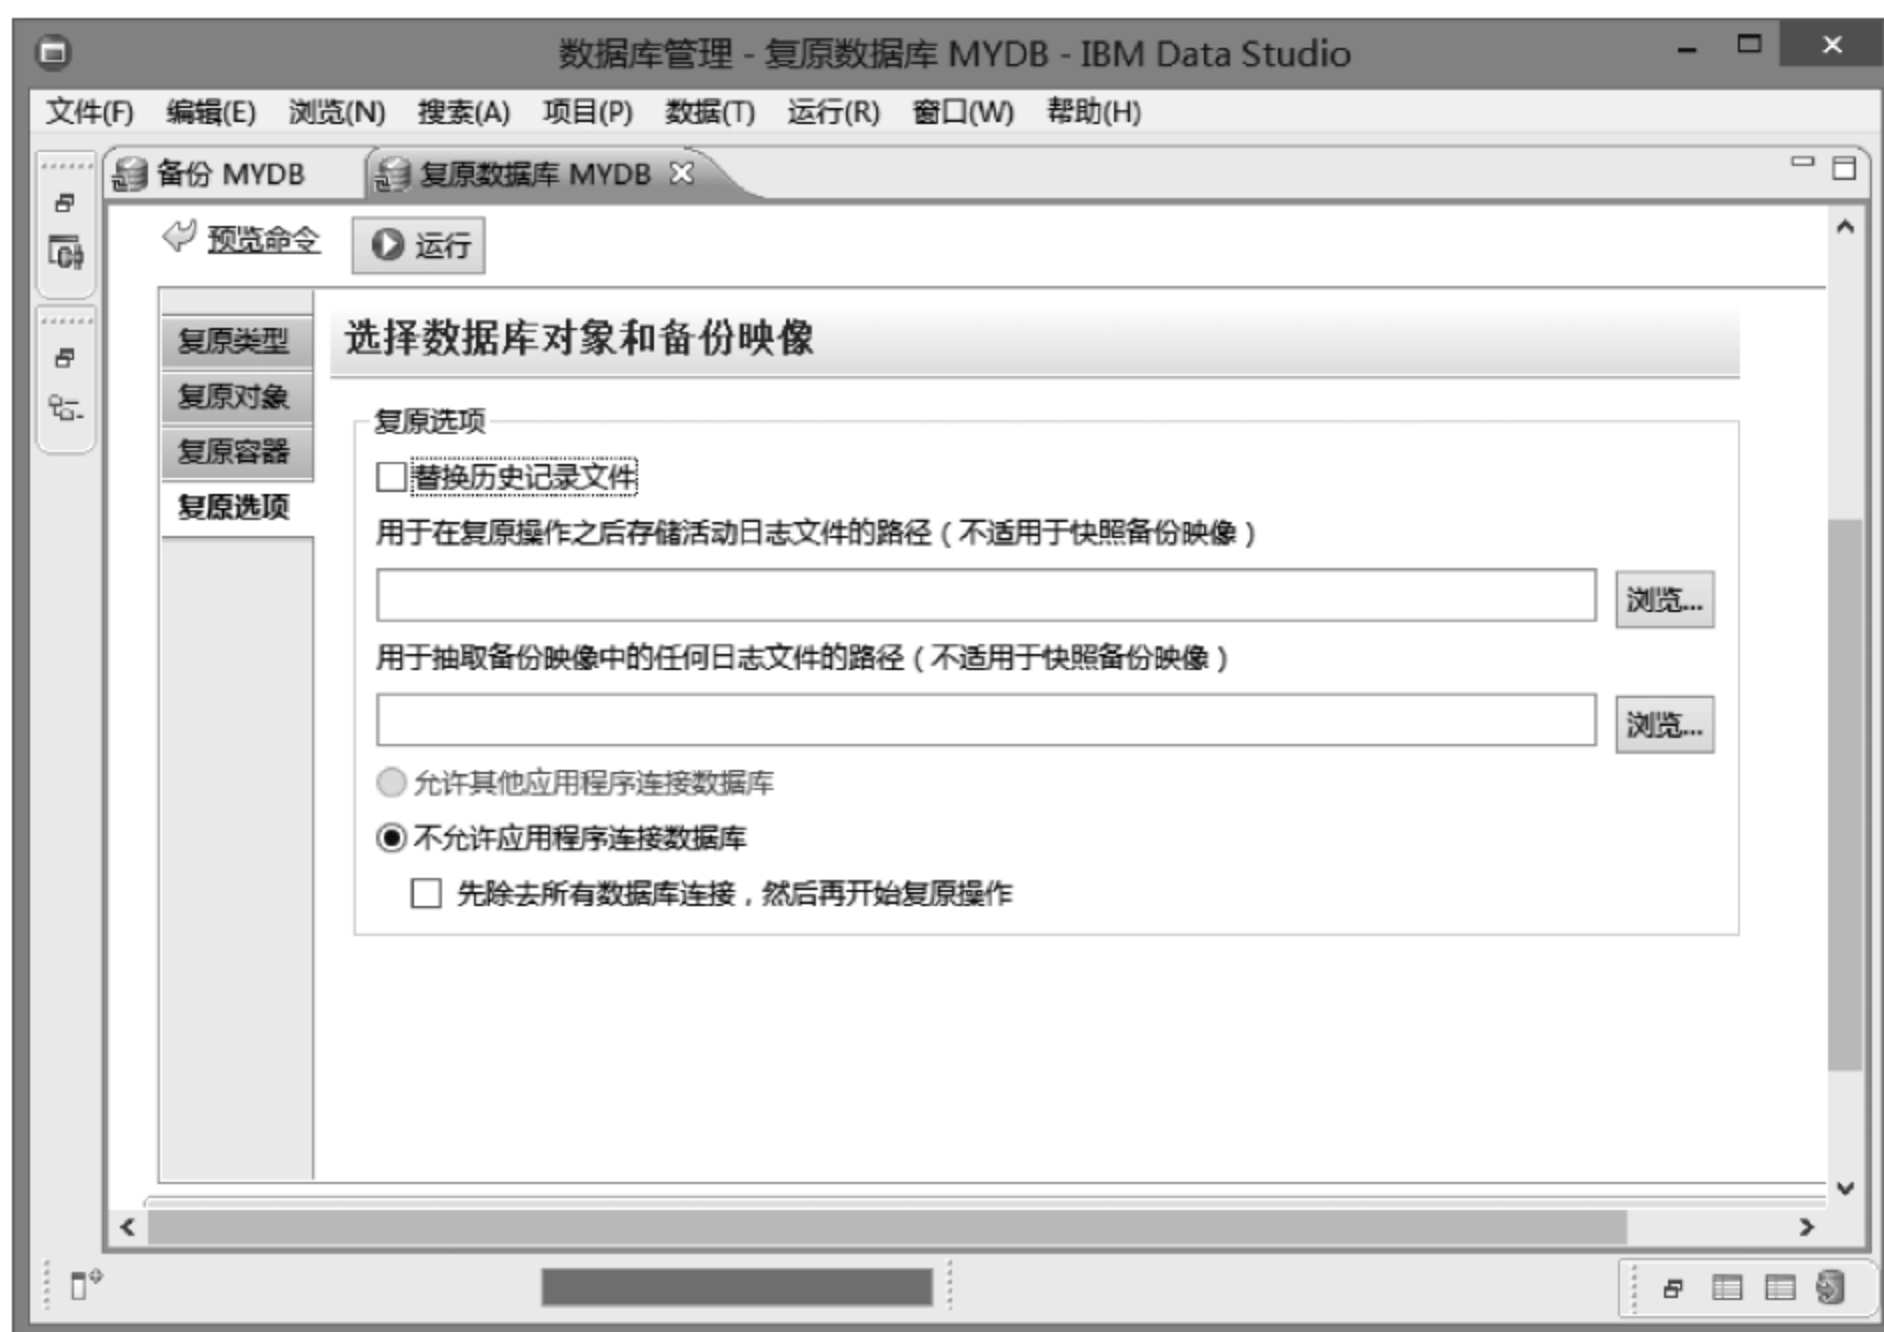 数据库管理 - 复原数据库 MYDB - IBM Data Studio
文件(F) 编辑(E) 浏览(N) 搜索(A) 项目(P) 数据(T) 运行(R) 窗口(W) 帮助(H)
备份 MYDB 复原数据库 MYDB
预览命令 运行
复原类型
复原对象
复原容器
复原选项
选择数据库对象和备份映像
复原选项
替换历史记录文件
用于在复原操作之后存储活动日志文件的路径(不适用于快照备份映像)
浏览...
用于抽取备份映像中的任何日志文件的路径(不适用于快照备份映像)
浏览...
允许其他应用程序连接数据库
不允许应用程序连接数据库
先除去所有数据库连接,然后再开始复原操作